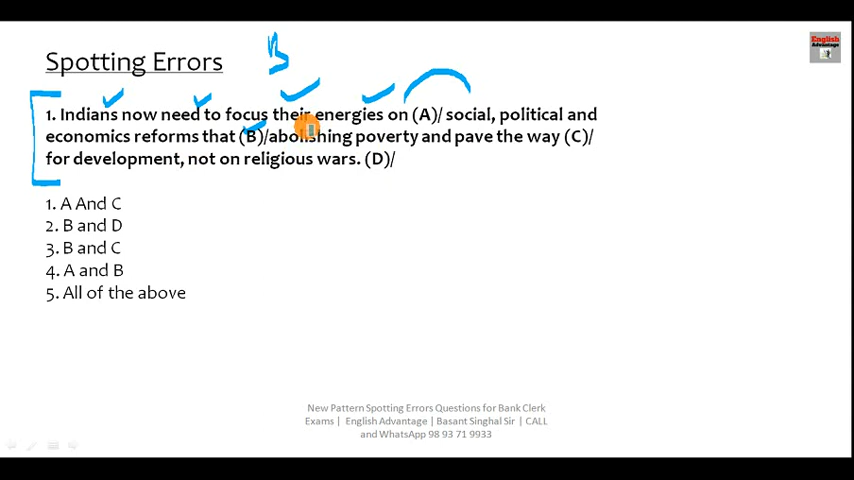 English
Advantage
Spotting Errors
B
1. Indians now need to focus their energies on (A)/ social, political and
economics reforms that (B)/abolishing poverty and pave the way (C)/
for development, not on religious wars. (D)/
1. A And C
2. B and D
3. B and C
4. A and B
5. All of the above
New Pattern Spotting Errors Questions for Bank Clerk
Exams | English Advantage | Basant Singhal Sir | CALL
and WhatsApp 98 93 71 9933